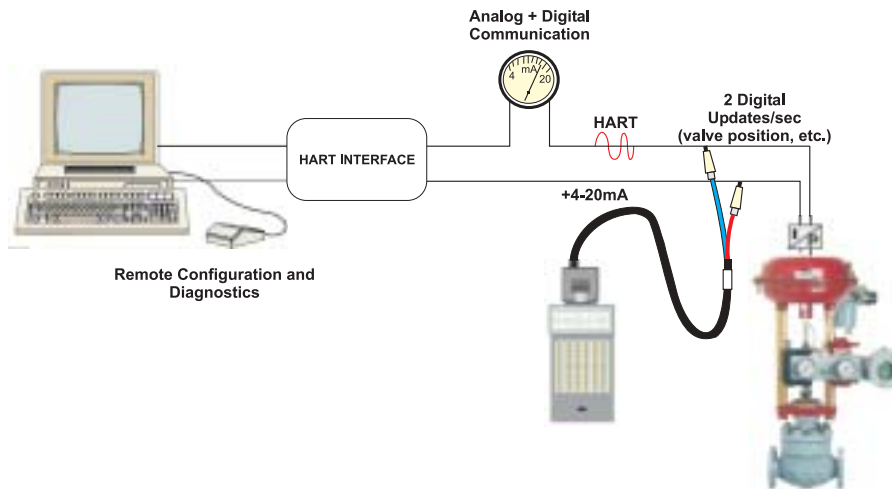 Analog + Digital
Communication
4
mA
20
2 Digital
Updates/sec
(valve position, etc.)
HART
HART INTERFACE
+4-20mA
Remote Configuration and
Diagnostics
I
P